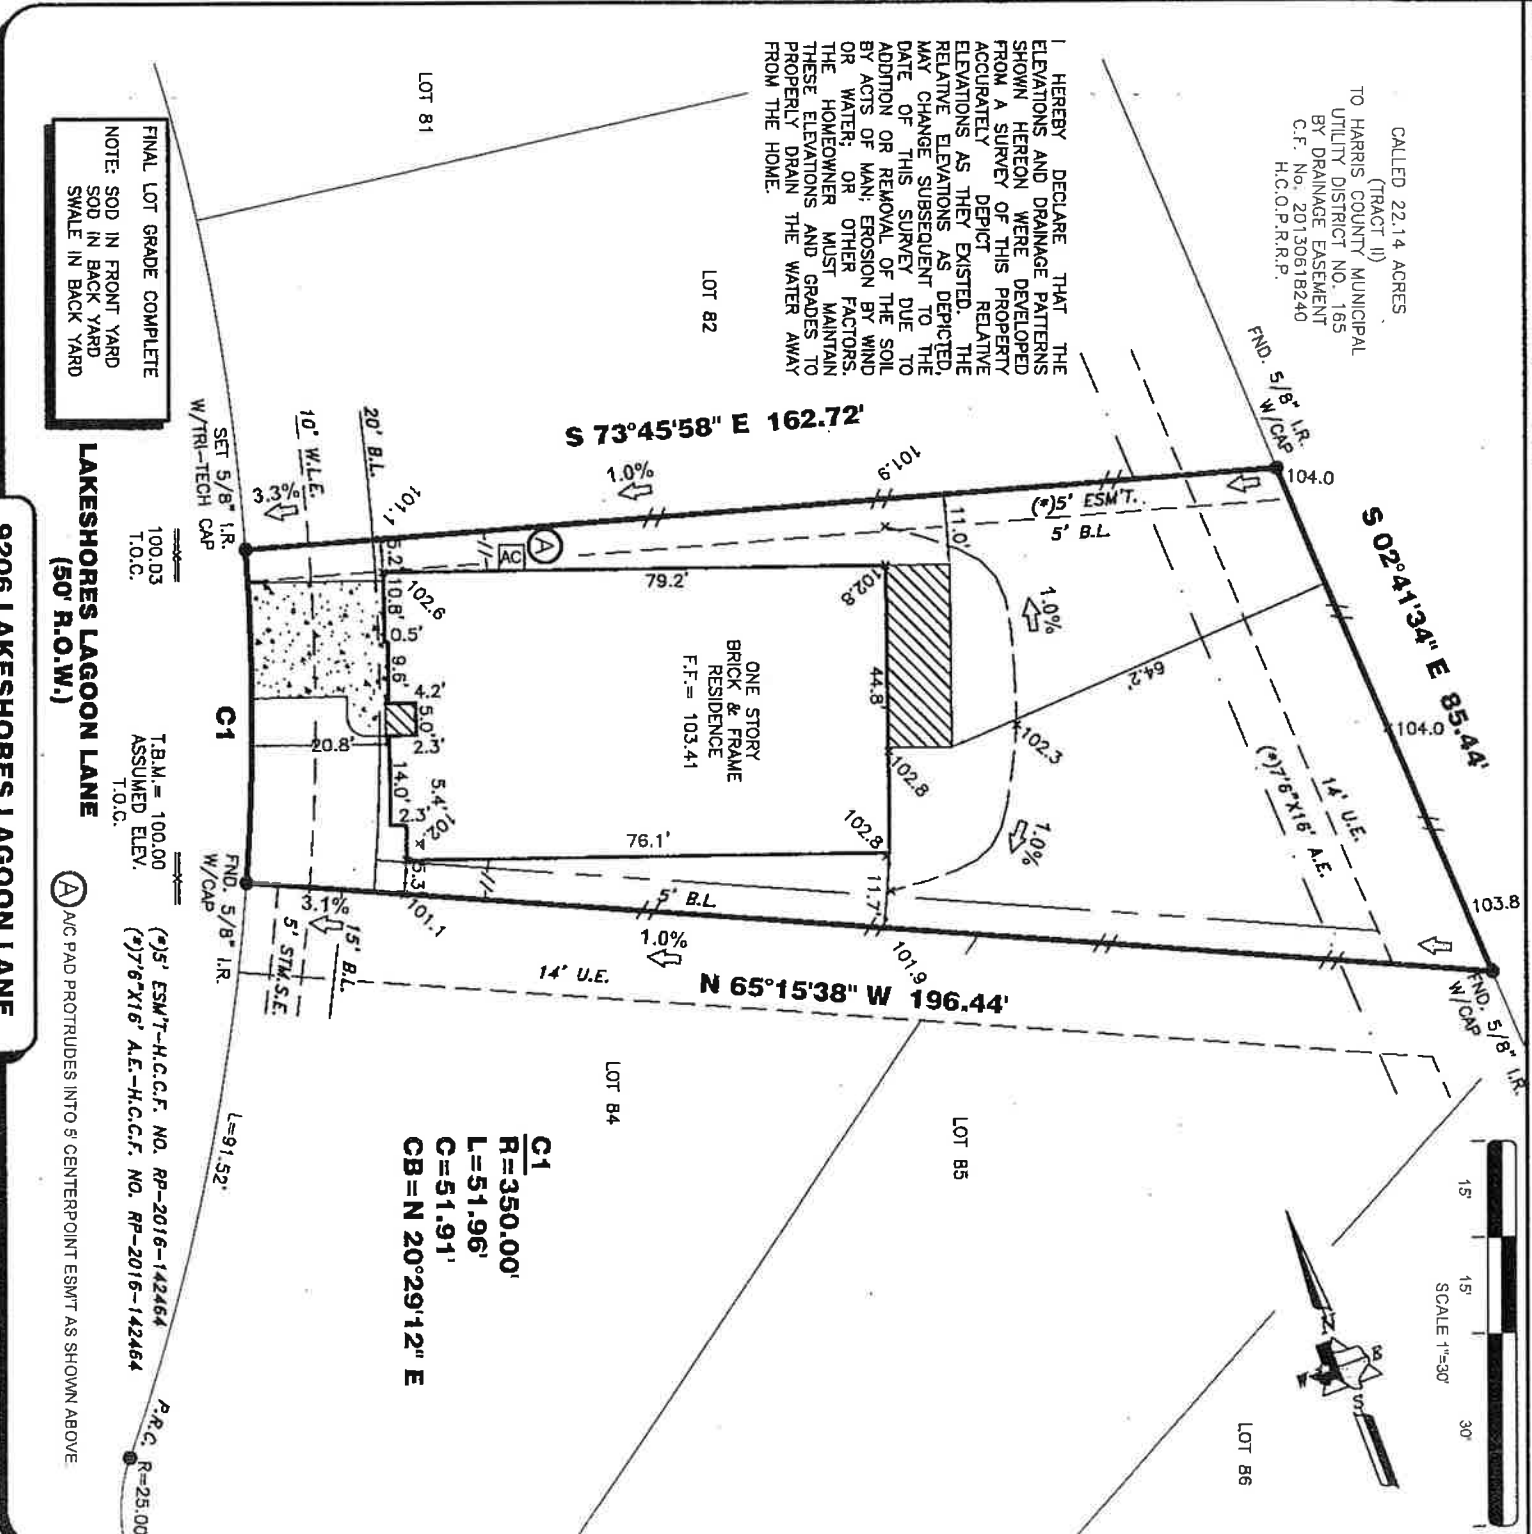 CALLED 22.14 ACRES
(TRACT II)
TO HARRIS COUNTY MUNICIPAL
UTILITY DISTRICT NO. 165
BY DRAINAGE EASEMENT
C.F. No. 20130618240
H.C.O.P.R.R.P.
I HEREBY DECLARE THAT THE
ELEVATIONS AND DRAINAGE PATTERNS
SHOWN HEREON WERE DEVELOPED
FROM A SURVEY OF THIS PROPERTY
ACCURATELY DEPICT RELATIVE
ELEVATIONS AS THEY EXISTED. THE
RELATIVE ELEVATIONS AS DEPICTED,
MAY CHANGE SUBSEQUENT TO THE
DATE OF THIS SURVEY DUE TO
ADDITION OR REMOVAL OF THE SOIL
BY ACTS OF MAN; EROSION BY WIND
OR WATER; OR OTHER FACTORS.
THE HOMEOWNER MUST MAINTAIN
THESE ELEVATIONS AND GRADES TO
PROPERLY DRAIN THE WATER AWAY
FROM THE HOME.
LOT 81
LOT 82
FINAL LOT GRADE COMPLETE
NOTE: SOD IN FRONT YARD
SOD IN BACK YARD
SWALE IN BACK YARD
FND. 5/8" I.R.
W/CAP
104.0
S 02°41'34" E 85.44'
104.0
103.8
FND. 5/8" I.R.
W/CAP
S 73°45'58" E 162.72'
1.0%
101.9
(*)5' ESM'T.
5' B.L.
11.0'
1.0%
64.2'
102.3
1.0%
14' U.E.
(*)7'6"X16' A.E.
20' B.L.
10' W.L.E.
3.3%
SET 5/8" I.R.
W/TRI-TECH CAP
101.1
5.2'
AC
A
79.2'
102.8
102.6
10.8'
0.5'
9.6'
4.2'
5.0'
2.3'
14.0'
5.4'
2.3'
5.3'
20.8'
ONE STORY
BRICK & FRAME
RESIDENCE
F.F.= 103.41
44.8'
102.8
102.8
76.1'
11.7'
5' B.L.
101.1
101.9
1.0%
3.1%
15' B.L.
5' STM.S.E.
14' U.E.
N 65°15'38" W 196.44'
FND. 5/8" I.R.
W/CAP
C1
100.03
T.O.C.
T.B.M.= 100.00
ASSUMED ELEV.
T.O.C.
LAKESHORES LAGOON LANE
(50' R.O.W.)
9206 LAKESHORES LAGOON LANE
A A/C PAD PROTRUDES INTO 5' CENTERPOINT ESM'T AS SHOWN ABOVE.
(*)5' ESM'T-H.C.C.F. NO. RP-2016-142464
(*)7'6"X16' A.E.-H.C.C.F. NO. RP-2016-142464
L=91.52'
P.R.C.
R=25.00
LOT 84
LOT 85
LOT 86
C1
R=350.00'
L=51.96'
C=51.91'
CB=N 20°29'12" E
15'
15'
30'
SCALE 1"=30'
N
E
W
S